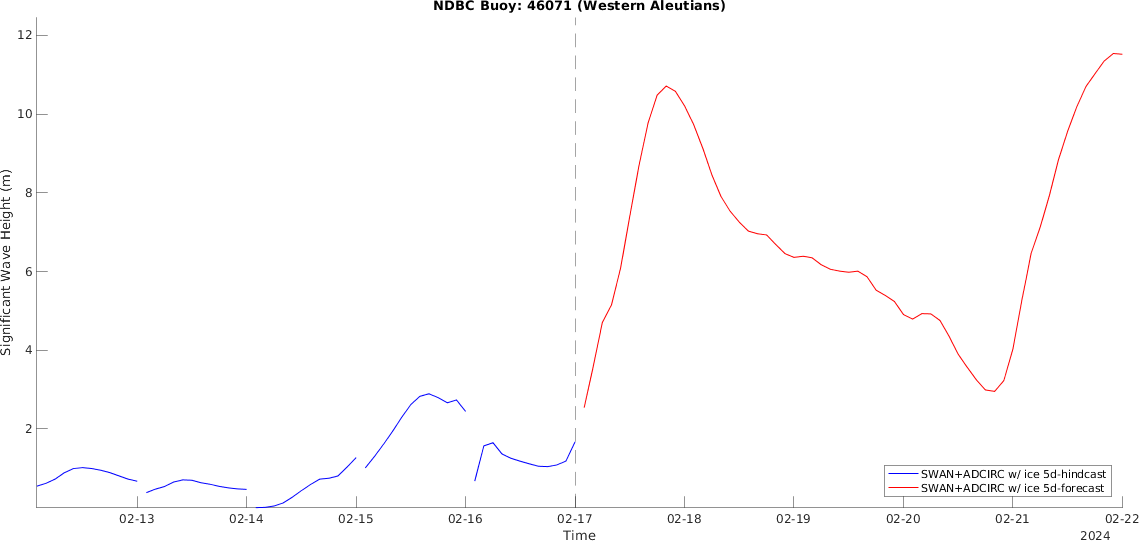 NDBC Buoy: 46071 (Western Aleutians)
12
10
8
6
4
2
Significant Wave Height (m)
SWAN+ADCIRC w/ ice 5d-hindcast
SWAN+ADCIRC w/ ice 5d-forecast
02-13 02-14 02-15 02-16 02-17 02-18 02-19 02-20 02-21 02-22
Time
2024